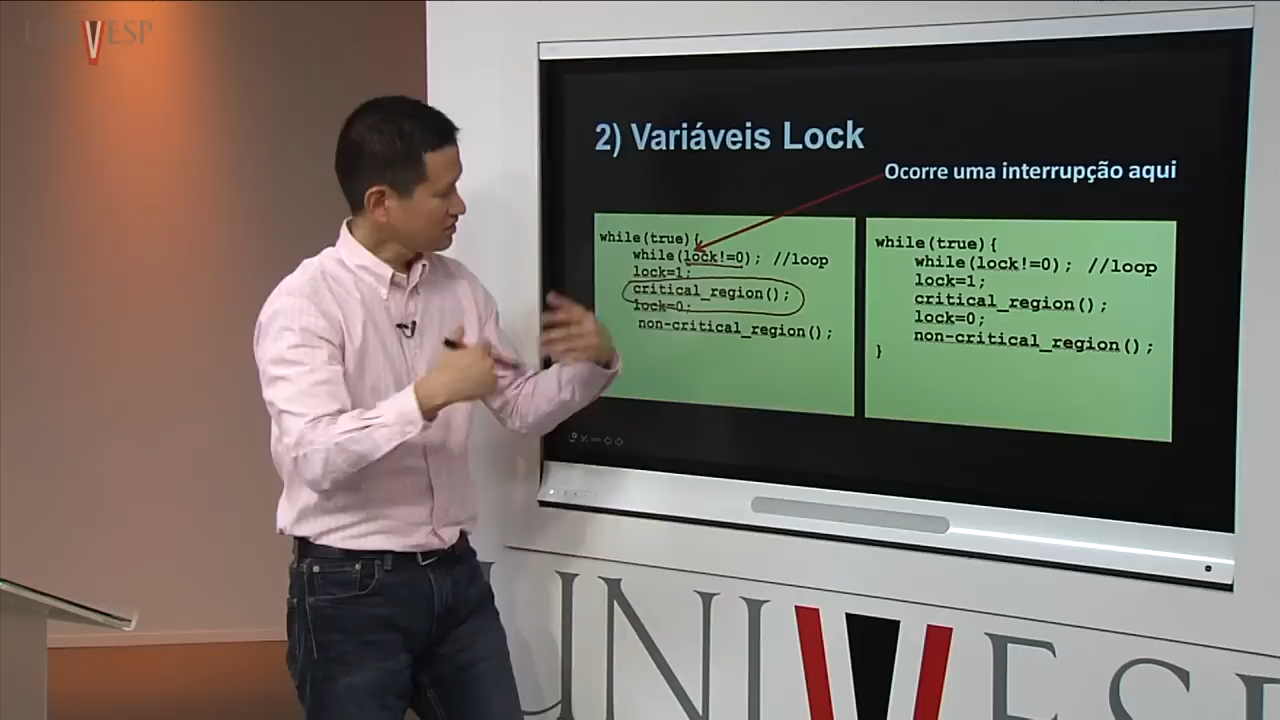 UNIVESP
2) Variáveis Lock
Ocorre uma interrupção aqui
while(true){
while(lock!=0); //loop
lock=1;
critical_region();
lock=0;
non-critical_region();
while(true){
while(lock!=0); //loop
lock=1;
critical_region();
lock=0;
non-critical_region();
}
UNIVESP